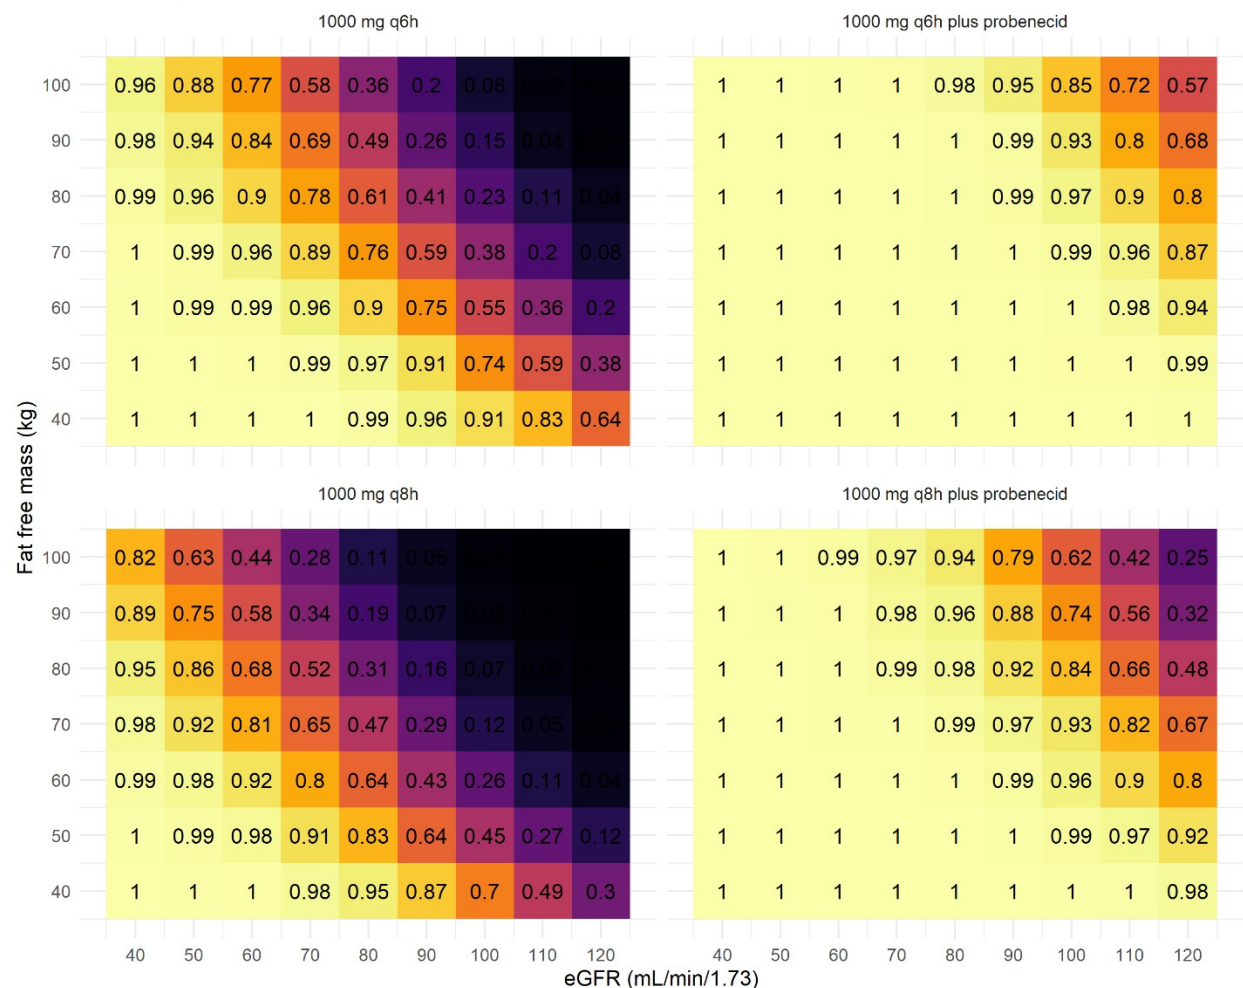 1000 mg q6h
1000 mg q6h plus probenecid
100 0.96 0.88 0.77 0.58 0.36 0.2 0.08 0.02 1 1 1 1 0.98 0.95 0.85 0.72 0.57
90 0.98 0.94 0.84 0.69 0.49 0.26 0.15 0.04 1 1 1 1 1 0.99 0.93 0.8 0.68
80 0.99 0.96 0.9 0.78 0.61 0.41 0.23 0.11 0.04 1 1 1 1 1 0.99 0.97 0.9 0.8
70 1 0.99 0.96 0.89 0.76 0.59 0.38 0.2 0.08 1 1 1 1 1 1 0.99 0.96 0.87
60 1 0.99 0.99 0.96 0.9 0.75 0.55 0.36 0.2 1 1 1 1 1 1 1 0.98 0.94
50 1 1 1 0.99 0.97 0.91 0.74 0.59 0.38 1 1 1 1 1 1 1 1 0.99
40 1 1 1 1 0.99 0.96 0.91 0.83 0.64 1 1 1 1 1 1 1 1 1
Fat free mass (kg)
1000 mg q8h
1000 mg q8h plus probenecid
100 0.82 0.63 0.44 0.28 0.11 0.05 1 1 0.99 0.97 0.94 0.79 0.62 0.42 0.25
90 0.89 0.75 0.58 0.34 0.19 0.07 0.02 1 1 1 0.98 0.96 0.88 0.74 0.56 0.32
80 0.95 0.86 0.68 0.52 0.31 0.16 0.07 1 1 1 0.99 0.98 0.92 0.84 0.66 0.48
70 0.98 0.92 0.81 0.65 0.47 0.29 0.12 0.05 1 1 1 1 0.99 0.97 0.93 0.82 0.67
60 0.99 0.98 0.92 0.8 0.64 0.43 0.26 0.11 0.04 1 1 1 1 1 0.99 0.96 0.9 0.8
50 1 0.99 0.98 0.91 0.83 0.64 0.45 0.27 0.12 1 1 1 1 1 1 0.99 0.97 0.92
40 1 1 1 0.98 0.95 0.87 0.7 0.49 0.3 1 1 1 1 1 1 1 1 0.98
40 50 60 70 80 90 100 110 120 40 50 60 70 80 90 100 110 120
eGFR (mL/min/1.73)